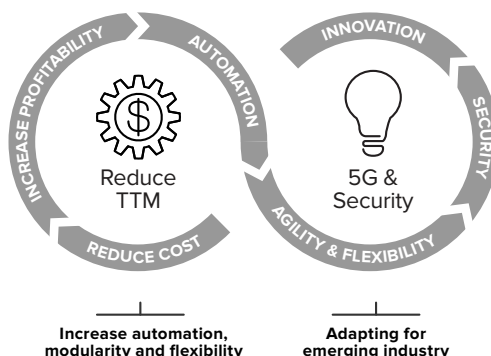 INCREASE PROFITABILITY
AUTOMATION
INNOVATION
SECURITY
$
Reduce
TTM
5G &
Security
REDUCE COST
AGILITY & FLEXIBILITY
Increase automation,
modularity and flexibility
Adapting for
emerging industry